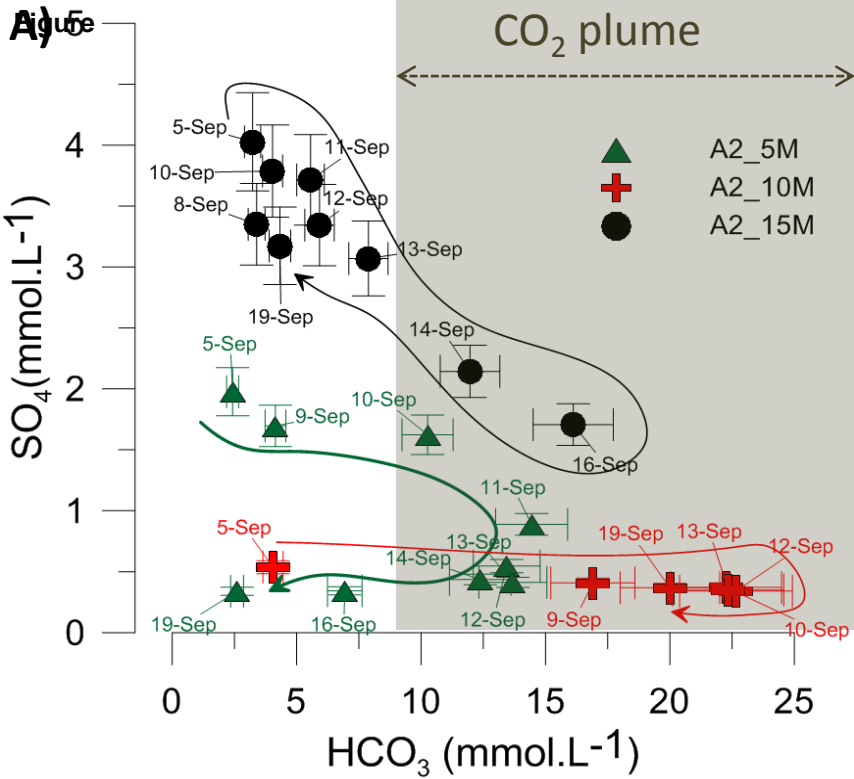 A)
Figure
CO₂ plume
5
4
3
2
1
0
SO₄(mmol.L-1)
A2_5M
A2_10M
A2_15M
5-Sep
10-Sep
8-Sep
11-Sep
12-Sep
13-Sep
19-Sep
14-Sep
16-Sep
5-Sep
9-Sep
10-Sep
11-Sep
13-Sep
14-Sep
12-Sep
19-Sep
16-Sep
5-Sep
19-Sep
13-Sep
12-Sep
9-Sep
10-Sep
0 5 10 15 20 25
HCO₃ (mmol.L-1)